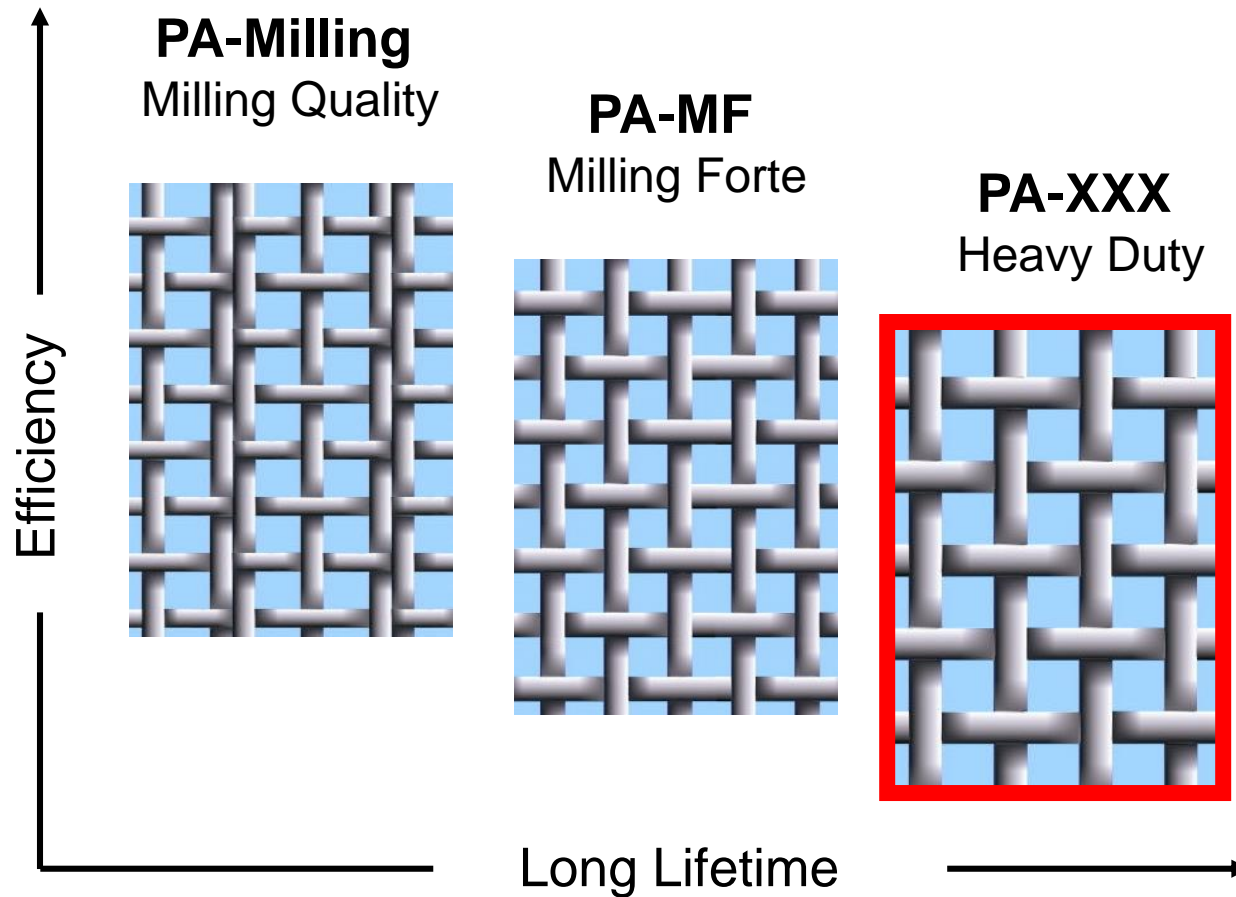 PA-Milling
Milling Quality
PA-MF
Milling Forte
PA-XXX
Heavy Duty
Efficiency
Long Lifetime